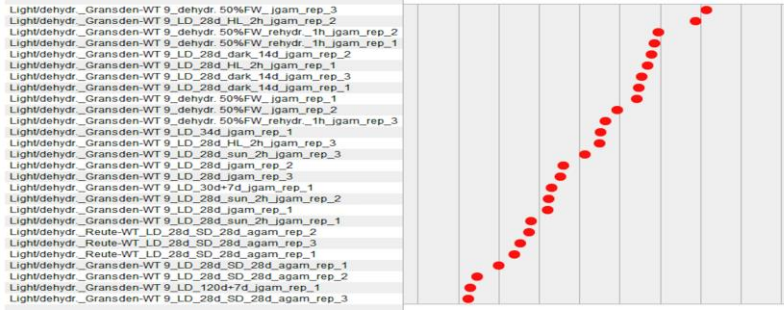 Light/dehydr._Gransden-WT 9_dehydr. 50%FW_ jgam_rep_3
Light/dehydr._Gransden-WT 9_LD_28d_HL_2h_jgam_rep_2
Light/dehydr._Gransden-WT 9_dehydr. 50%FW_rehydr._1h_jgam_rep_2
Light/dehydr._Gransden-WT 9_dehydr. 50%FW_rehydr._1h_jgam_rep_1
Light/dehydr._Gransden-WT 9_LD_28d_dark_14d_jgam_rep_2
Light/dehydr._Gransden-WT 9_LD_28d_HL_2h_jgam_rep_1
Light/dehydr._Gransden-WT 9_LD_28d_dark_14d_jgam_rep_3
Light/dehydr._Gransden-WT 9_LD_28d_dark_14d_jgam_rep_1
Light/dehydr._Gransden-WT 9_dehydr. 50%FW_ jgam_rep_1
Light/dehydr._Gransden-WT 9_dehydr. 50%FW_ jgam_rep_2
Light/dehydr._Gransden-WT 9_dehydr. 50%FW_rehydr._1h_jgam_rep_3
Light/dehydr._Gransden-WT 9_LD_34d_jgam_rep_1
Light/dehydr._Gransden-WT 9_LD_28d_HL_2h_jgam_rep_3
Light/dehydr._Gransden-WT 9_LD_28d_sun_2h_jgam_rep_3
Light/dehydr._Gransden-WT 9_LD_28d_jgam_rep_2
Light/dehydr._Gransden-WT 9_LD_28d_jgam_rep_3
Light/dehydr._Gransden-WT 9_LD_30d+7d_jgam_rep_1
Light/dehydr._Gransden-WT 9_LD_28d_sun_2h_jgam_rep_2
Light/dehydr._Gransden-WT 9_LD_28d_jgam_rep_1
Light/dehydr._Gransden-WT 9_LD_28d_sun_2h_jgam_rep_1
Light/dehydr._Reute-WT_LD_28d_SD_28d_agam_rep_2
Light/dehydr._Reute-WT_LD_28d_SD_28d_agam_rep_3
Light/dehydr._Reute-WT_LD_28d_SD_28d_agam_rep_1
Light/dehydr._Gransden-WT 9_LD_28d_SD_28d_agam_rep_1
Light/dehydr._Gransden-WT 9_LD_28d_SD_28d_agam_rep_2
Light/dehydr._Gransden-WT 9_LD_120d+7d_jgam_rep_1
Light/dehydr._Gransden-WT 9_LD_28d_SD_28d_agam_rep_3